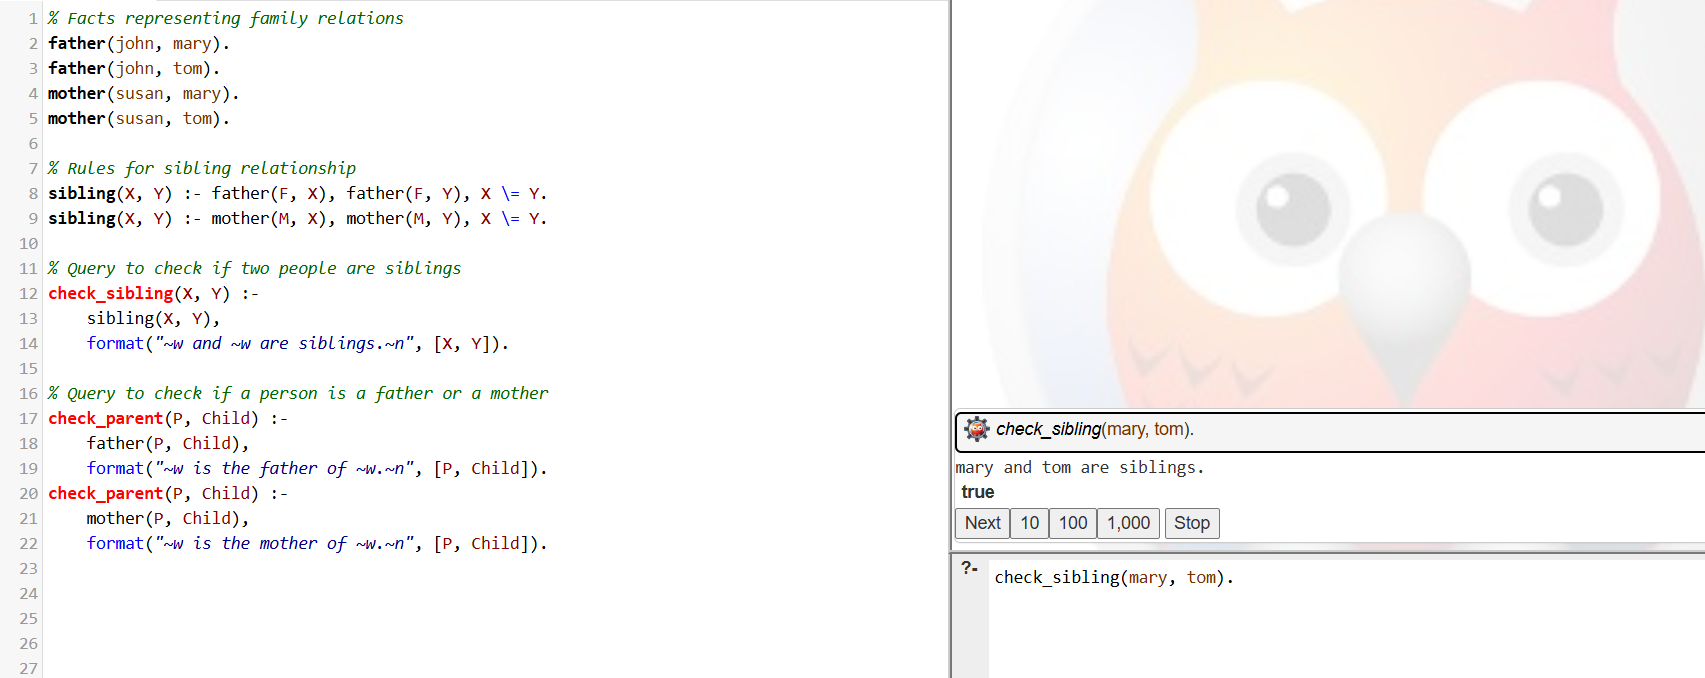 1 % Facts representing family relations
2 father(john, mary).
3 father(john, tom).
4 mother(susan, mary).
5 mother(susan, tom).
6
7 % Rules for sibling relationship
8 sibling(X, Y) :- father(F, X), father(F, Y), X \= Y.
9 sibling(X, Y) :- mother(M, X), mother(M, Y), X \= Y.
10
11 % Query to check if two people are siblings
12 check_sibling(X, Y) :-
13     sibling(X, Y),
14     format("~w and ~w are siblings.~n", [X, Y]).
15
16 % Query to check if a person is a father or a mother
17 check_parent(P, Child) :-
18     father(P, Child),
19     format("~w is the father of ~w.~n", [P, Child]).
20 check_parent(P, Child) :-
21     mother(P, Child),
22     format("~w is the mother of ~w.~n", [P, Child]).
23
24
25
26
27
check_sibling(mary, tom).
mary and tom are siblings.
true
Next 10 100 1,000 Stop
?- check_sibling(mary, tom).